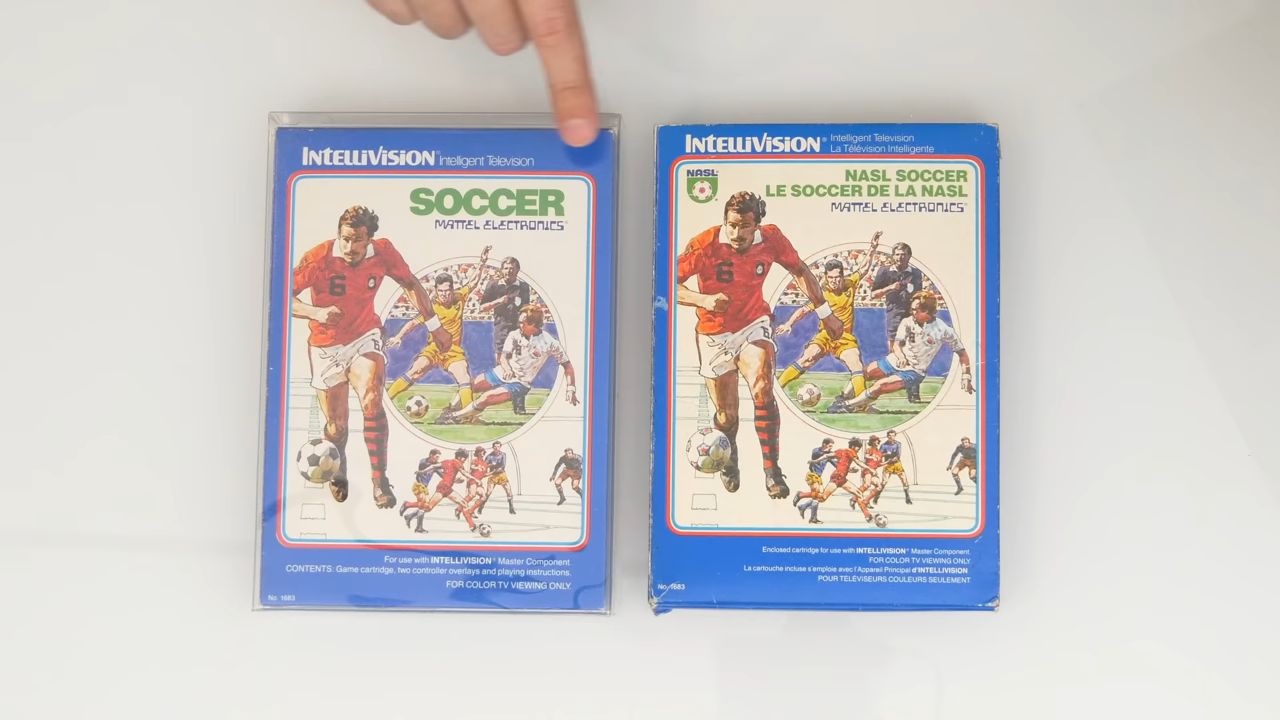 INTELLIVISION® Intelligent Television
SOCCER
MATTEL ELECTRONICS®
6
For use with INTELLIVISION® Master Component.
CONTENTS: Game cartridge, two controller overlays and playing instructions.
FOR COLOR TV VIEWING ONLY.
No. 1683
INTELLIVISION® Intelligent Television
La Télévision Intelligente
NASL
NASL SOCCER
LE SOCCER DE LA NASL
MATTEL ELECTRONICS®
6
Enclosed cartridge for use with INTELLIVISION® Master Component.
FOR COLOR TV VIEWING ONLY.
La cartouche incluse s'emploie avec l'Appareil Principal d'INTELLIVISION.
POUR TÉLÉVISEURS COULEURS SEULEMENT
No. 1683